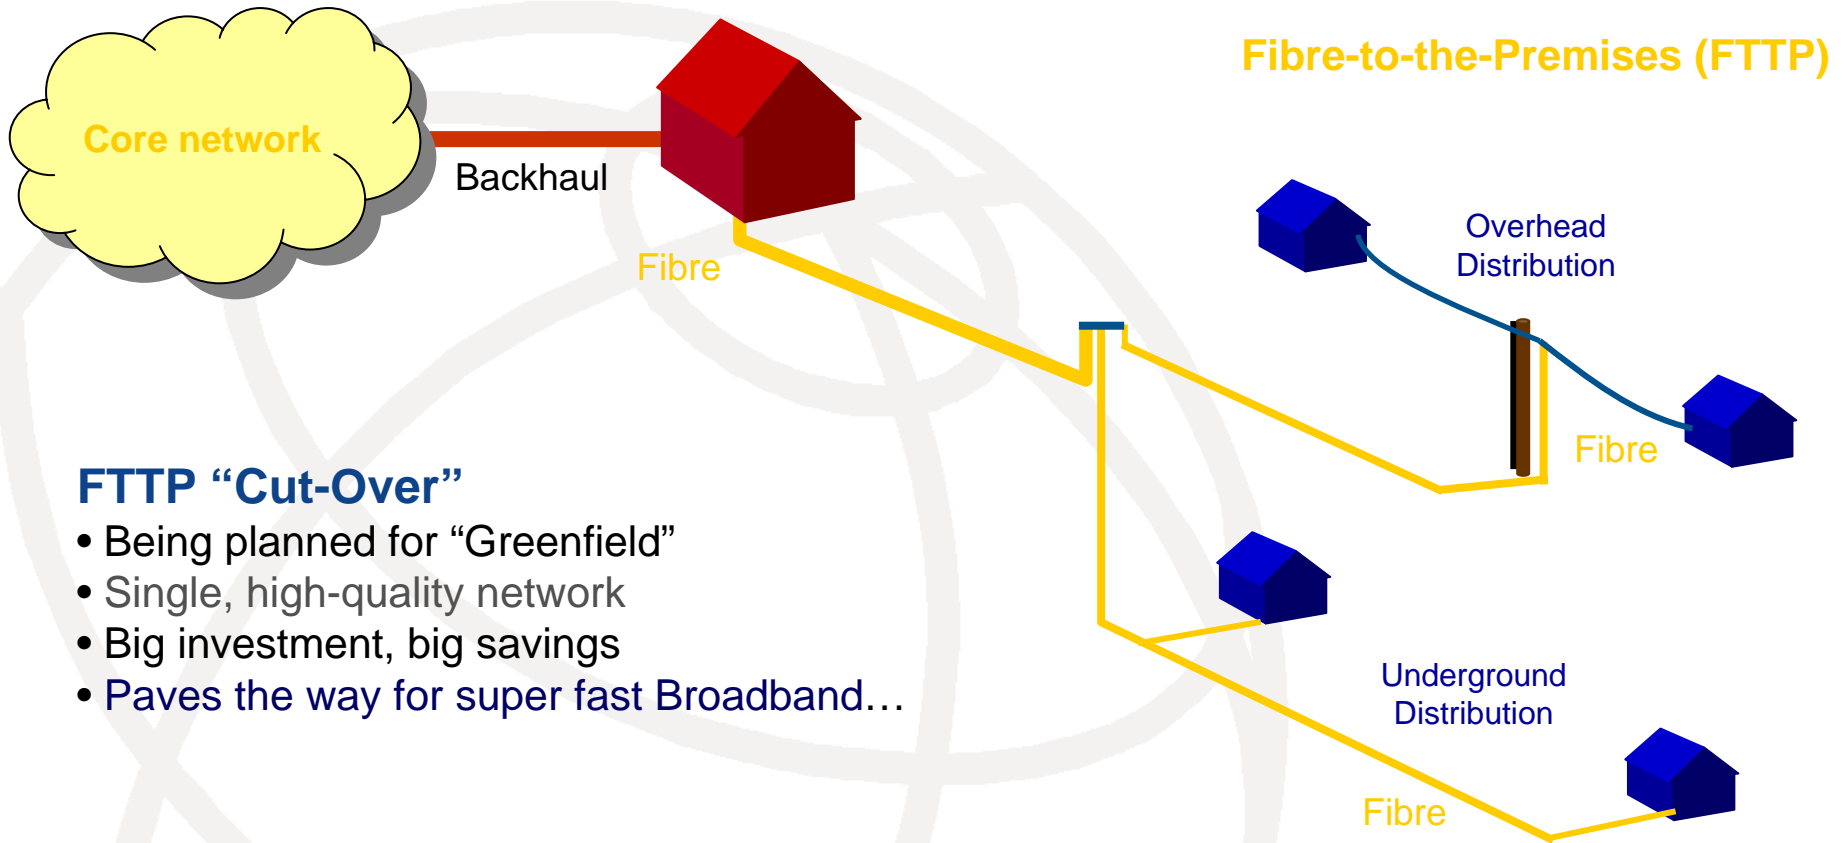 Fibre-to-the-Premises (FTTP)
Core network
Backhaul
Fibre
Overhead
Distribution
Fibre
FTTP “Cut-Over”
• Being planned for “Greenfield”
• Single, high-quality network
• Big investment, big savings
• Paves the way for super fast Broadband…
Underground
Distribution
Fibre